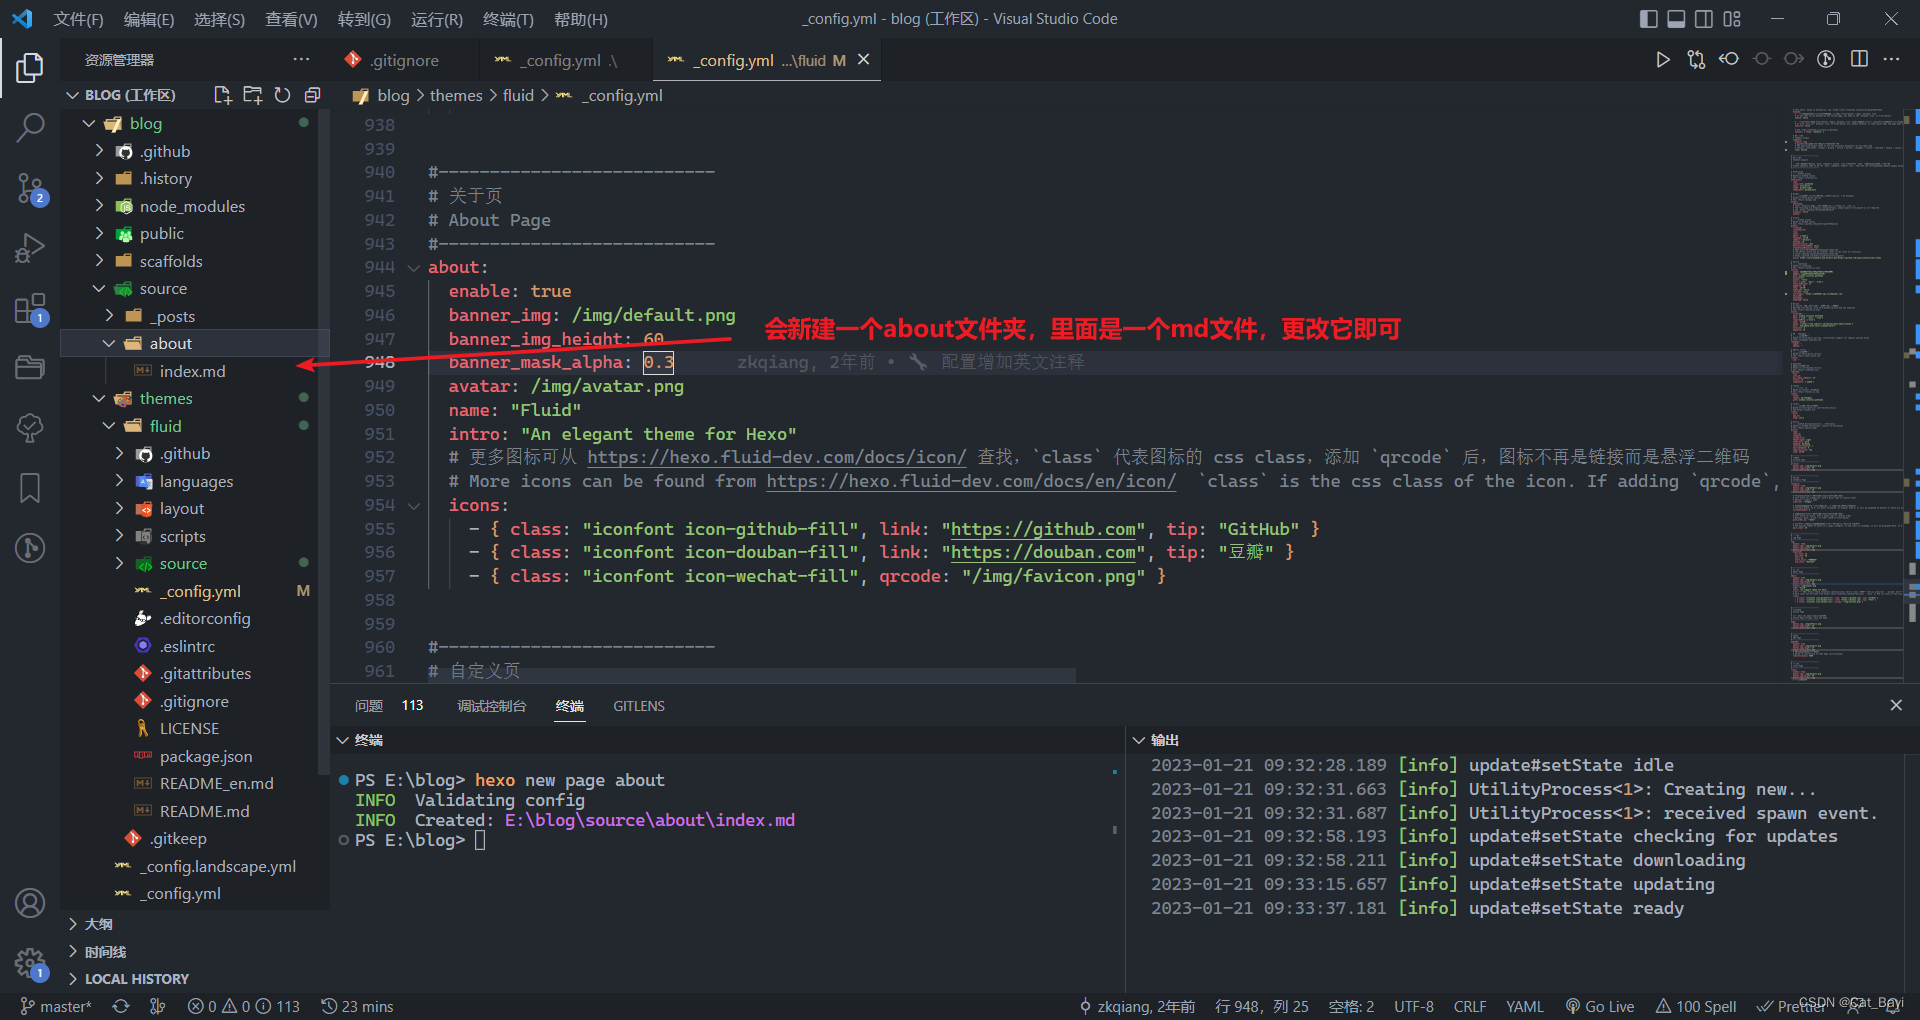 文件(F) 编辑(E) 选择(S) 查看(V) 转到(G) 运行(R) 终端(T) 帮助(H)
_config.yml - blog (工作区) - Visual Studio Code
资源管理器
.gitignore
_config.yml .\
_config.yml ...\fluid M
BLOG (工作区)
blog > themes > fluid > _config.yml
blog
.github
.history
node_modules
public
scaffolds
source
_posts
about
index.md
themes
fluid
.github
languages
layout
scripts
source
_config.yml M
.editorconfig
.eslintrc
.gitattributes
.gitignore
LICENSE
package.json
README_en.md
README.md
.gitkeep
_config.landscape.yml
_config.yml
大纲
时间线
LOCAL HISTORY
2
1
1
938
939
940 #---------------------------
941 # 关于页
942 # About Page
943 #---------------------------
944 about:
945 enable: true
946 banner_img: /img/default.png
947 banner_img_height: 60
948 banner_mask_alpha: 0.3 zkqiang, 2年前 • 配置增加英文注释
949 avatar: /img/avatar.png
950 name: "Fluid"
951 intro: "An elegant theme for Hexo"
952 # 更多图标可从 https://hexo.fluid-dev.com/docs/icon/ 查找，`class` 代表图标的 css class，添加 `qrcode` 后，图标不再是链接而是悬浮二维码
953 # More icons can be found from https://hexo.fluid-dev.com/docs/en/icon/ `class` is the css class of the icon. If adding `qrcode`,
954 icons:
955 - { class: "iconfont icon-github-fill", link: "https://github.com", tip: "GitHub" }
956 - { class: "iconfont icon-douban-fill", link: "https://douban.com", tip: "豆瓣" }
957 - { class: "iconfont icon-wechat-fill", qrcode: "/img/favicon.png" }
958
959
960 #---------------------------
961 # 自定义页
会新建一个about文件夹，里面是一个md文件，更改它即可
问题 113 调试控制台 终端 GITLENS
终端
PS E:\blog> hexo new page about
INFO Validating config
INFO Created: E:\blog\source\about\index.md
PS E:\blog>
输出
2023-01-21 09:32:28.189 [info] update#setState idle
2023-01-21 09:32:31.663 [info] UtilityProcess<1>: Creating new...
2023-01-21 09:32:31.687 [info] UtilityProcess<1>: received spawn event.
2023-01-21 09:32:58.193 [info] update#setState checking for updates
2023-01-21 09:32:58.211 [info] update#setState downloading
2023-01-21 09:33:15.657 [info] update#setState updating
2023-01-21 09:33:37.181 [info] update#setState ready
master* 0 0 113 23 mins
zkqiang, 2年前 行 948，列 25 空格: 2 UTF-8 CRLF YAML Go Live 100 Spell Prettier
CSDN @Cat_Bayi